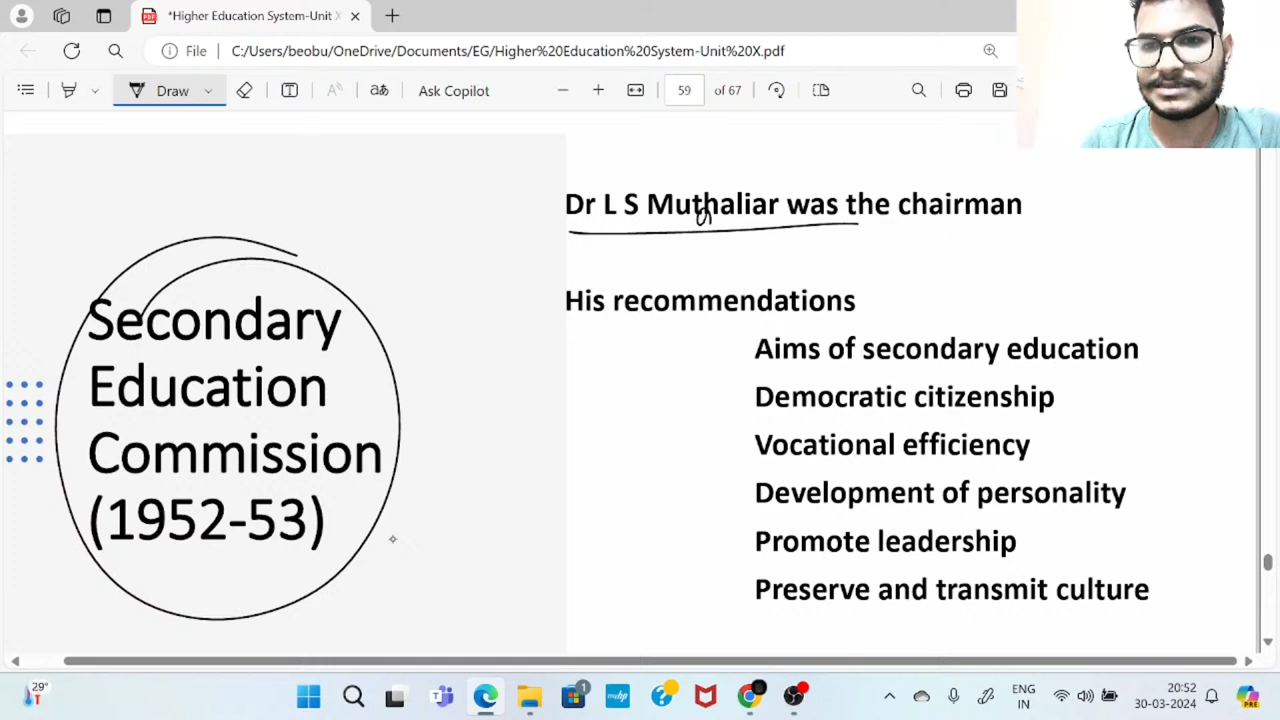 *Higher Education System-Unit X
File
C:/Users/beobu/OneDrive/Documents/EG/Higher%20Education%20System-Unit%20X.pdf
Draw
Ask Copilot
59 of 67
Dr L S Muthaliar was the chairman
His recommendations
Aims of secondary education
Democratic citizenship
Vocational efficiency
Development of personality
Promote leadership
Preserve and transmit culture
Secondary
Education
Commission
(1952-53)
29°
ENG
IN
20:52
30-03-2024
PRE